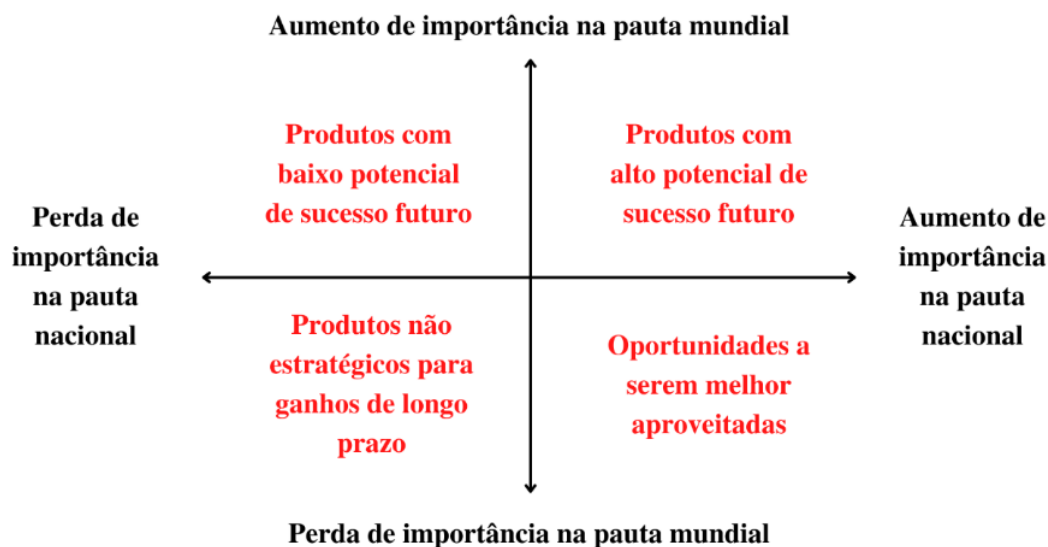 Aumento de importância na pauta mundial
Produtos com
baixo potencial
de sucesso futuro
Produtos com
alto potencial de
sucesso futuro
Perda de
importância
na pauta
nacional
Aumento de
importância
na pauta
nacional
Produtos não
estratégicos para
ganhos de longo
prazo
Oportunidades a
serem melhor
aproveitadas
Perda de importância na pauta mundial